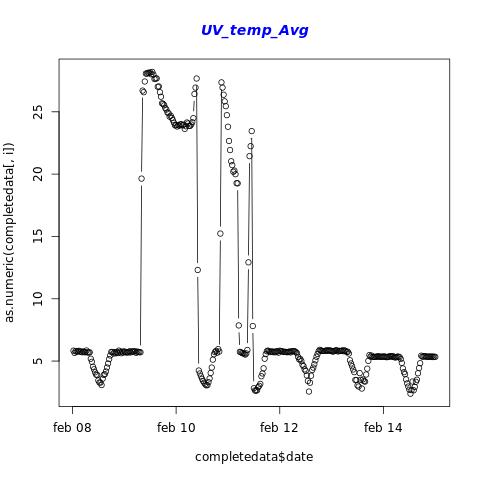 UV_temp_Avg
as.numeric(completedata[, i])
25
20
15
10
5
feb 08
feb 10
feb 12
feb 14
completedata$date